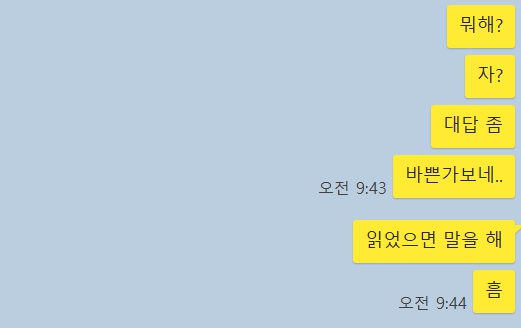 뭐해?
자?
대답 좀
바쁜가보네..
오전 9:43
읽었으면 말을 해
흠
오전 9:44